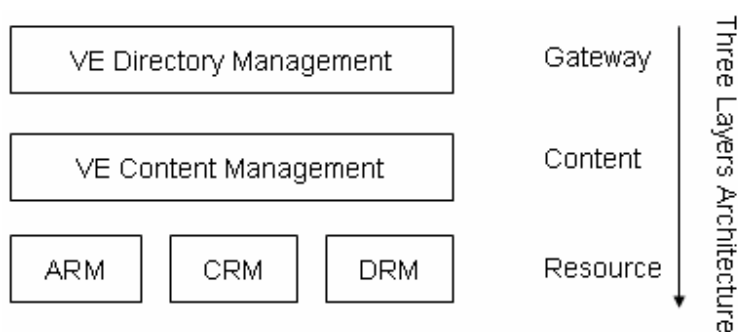 VE Directory Management
Gateway
VE Content Management
Content
ARM
CRM
DRM
Resource
Three Layers Architecture